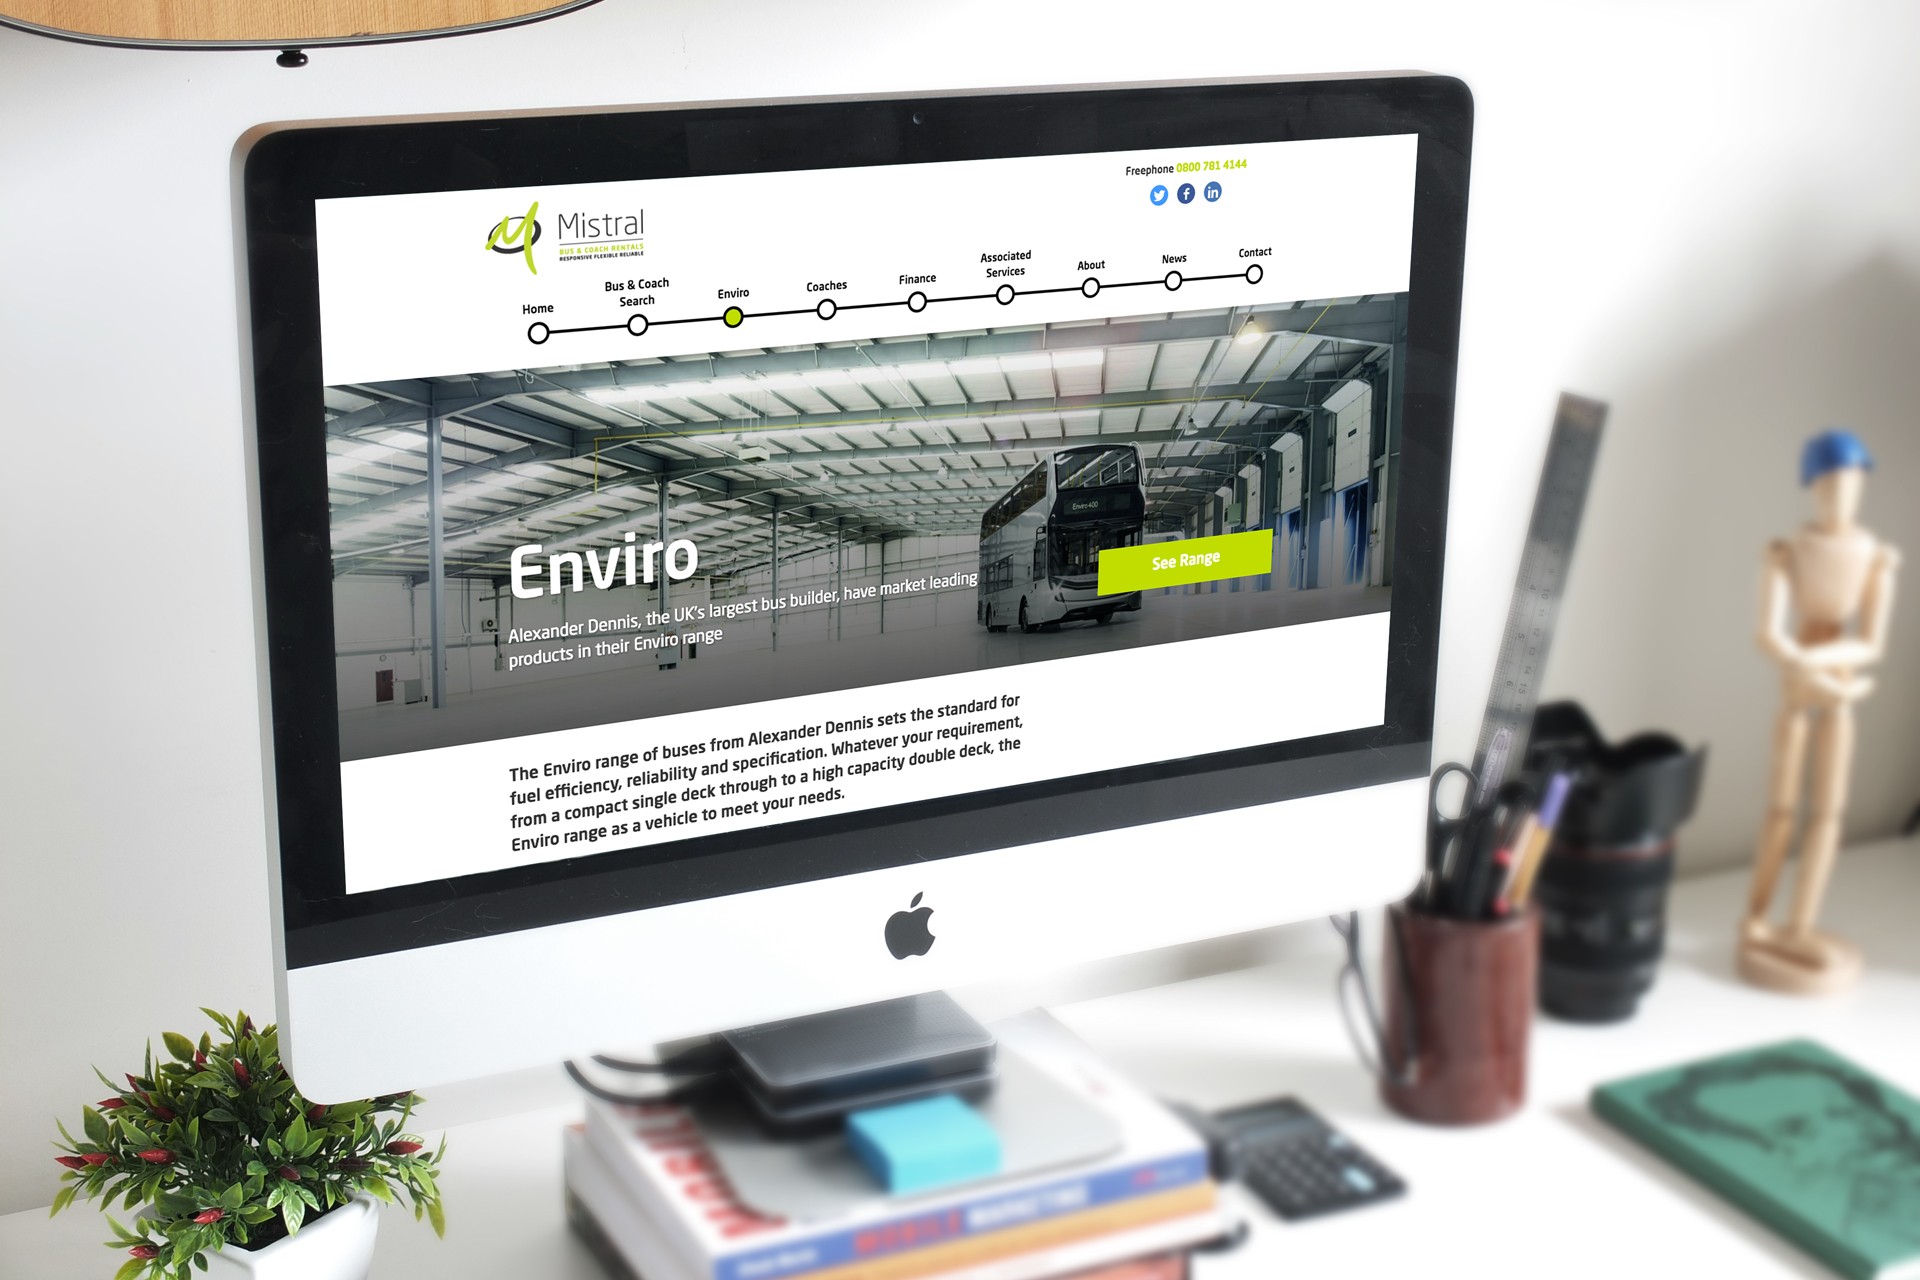 Freephone 0800 781 4144
Mistral
BUS & COACH RENTALS
RESPONSIVE FLEXIBLE RELIABLE
Home
Bus & Coach
Search
Enviro
Coaches
Finance
Associated
Services
About
News
Contact
Enviro400
Enviro
Alexander Dennis, the UK's largest bus builder, have market leading
products in their Enviro range
See Range
The Enviro range of buses from Alexander Dennis sets the standard for
fuel efficiency, reliability and specification. Whatever your requirement,
from a compact single deck through to a high capacity double deck, the
Enviro range as a vehicle to meet your needs.
MOBILE MARKETING